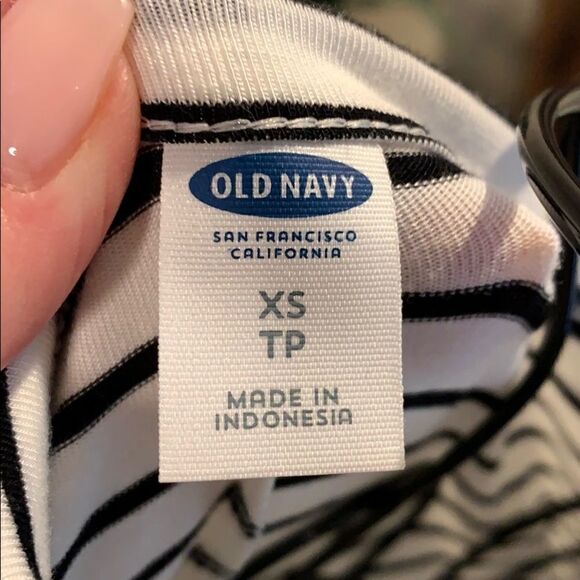 OLD NAVY
SAN FRANCISCO
CALIFORNIA
XS
TP
MADE IN
INDONESIA